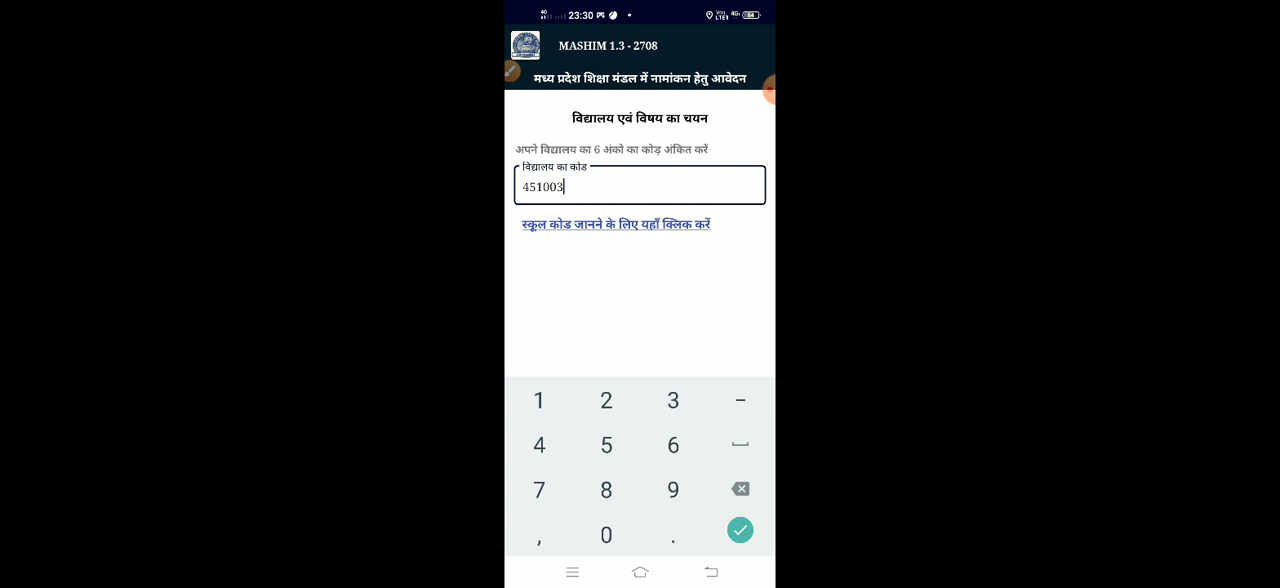 23:30
MASHIM 1.3 - 2708
मध्य प्रदेश शिक्षा मंडल में नामांकन हेतु आवेदन
विद्यालय एवं विषय का चयन
अपने विद्यालय का 6 अंको का कोड़ अंकित करें
विद्यालय का कोड
451003
स्कूल कोड जानने के लिए यहाँ क्लिक करें
1 2 3 –
4 5 6
7 8 9
, 0 .